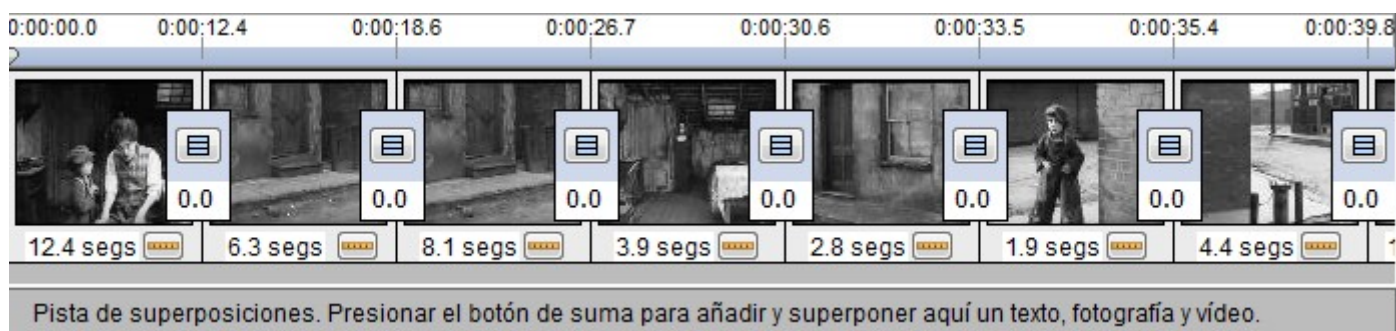 0:00:00.0 0:00:12.4 0:00:18.6 0:00:26.7 0:00:30.6 0:00:33.5 0:00:35.4 0:00:39.8
0.0 0.0 0.0 0.0 0.0 0.0 0.0
12.4 segs 6.3 segs 8.1 segs 3.9 segs 2.8 segs 1.9 segs 4.4 segs
Pista de superposiciones. Presionar el botón de suma para añadir y superponer aquí un texto, fotografía y vídeo.